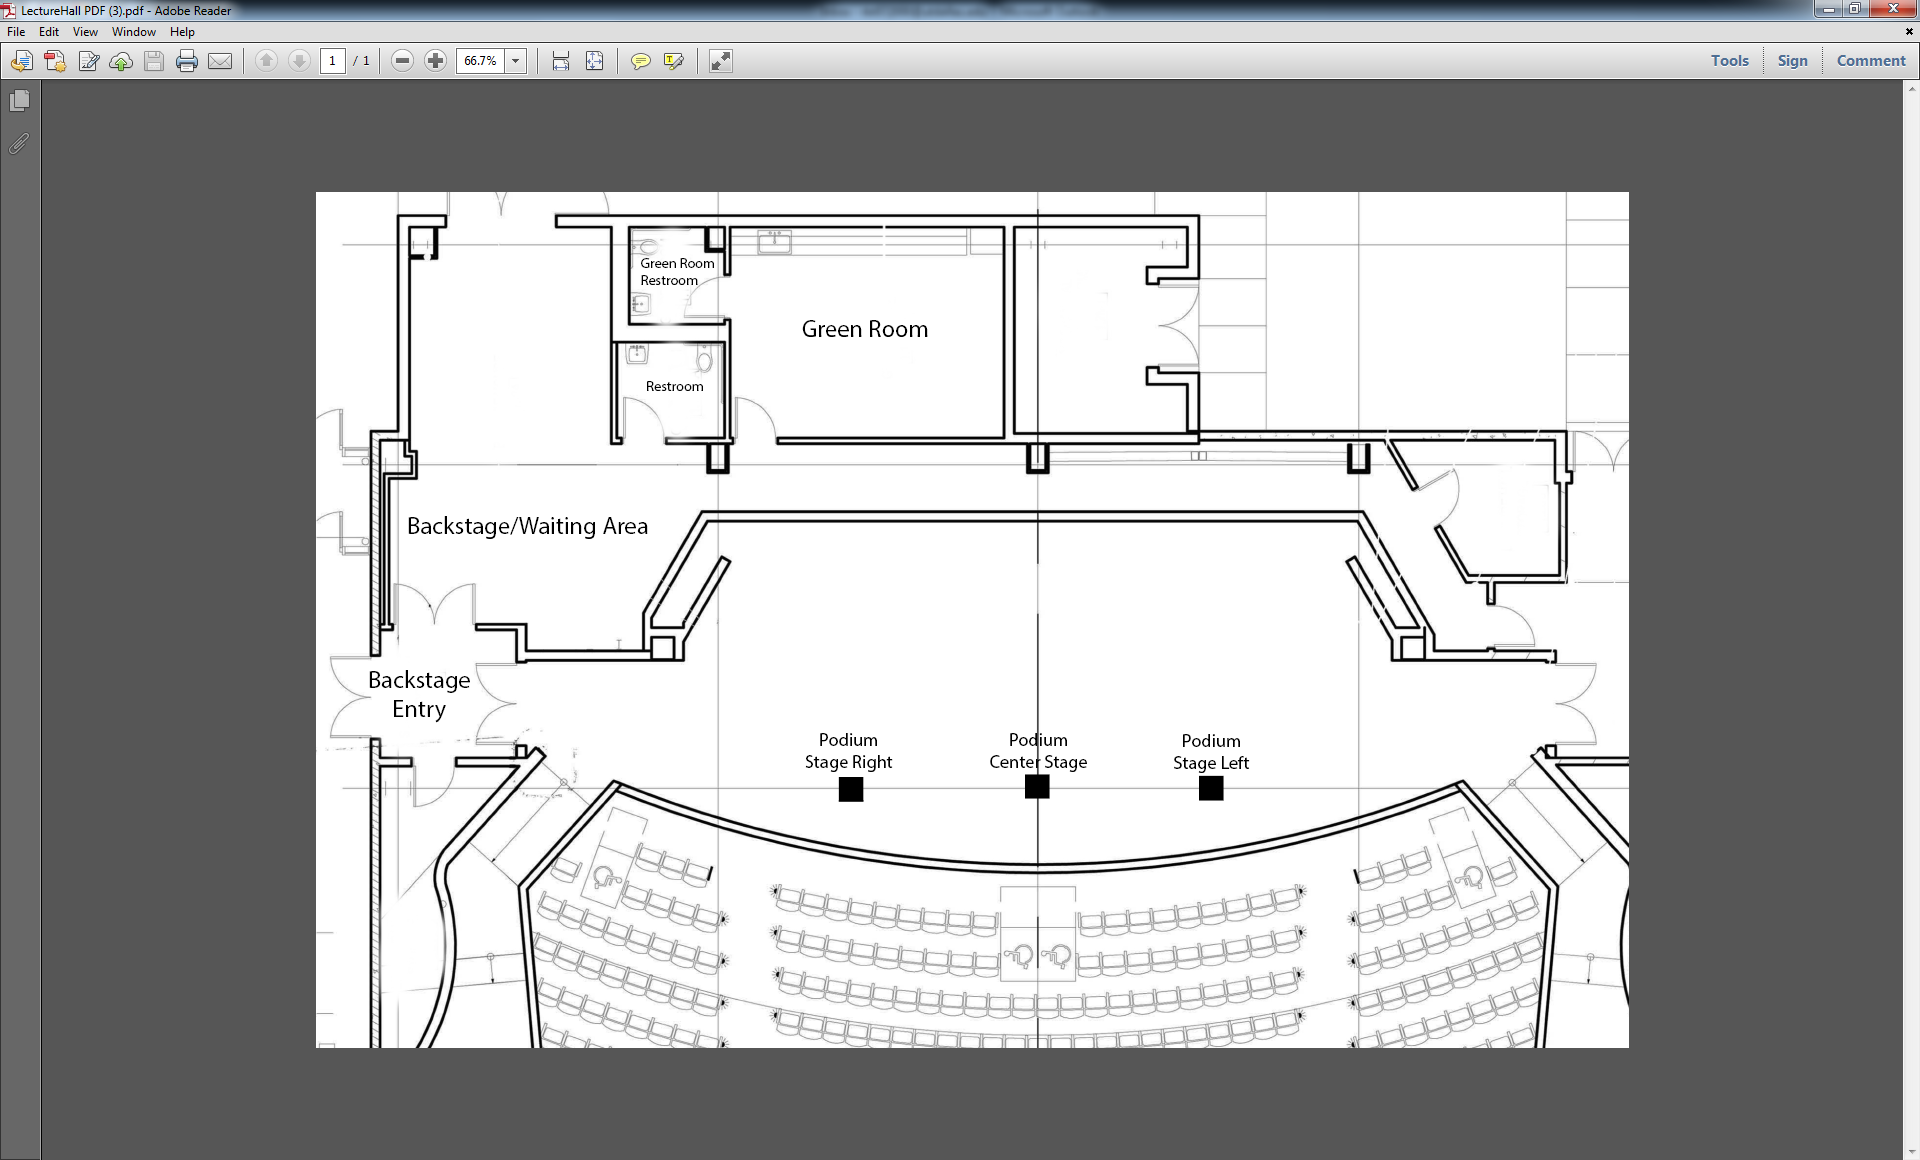 LectureHall PDF (3).pdf - Adobe Reader
File Edit View Window Help
1 / 1 66.7% Tools Sign Comment
Green Room
Restroom
Green Room
Restroom
Backstage/Waiting Area
Backstage
Entry
Podium
Stage Right
Podium
Center Stage
Podium
Stage Left